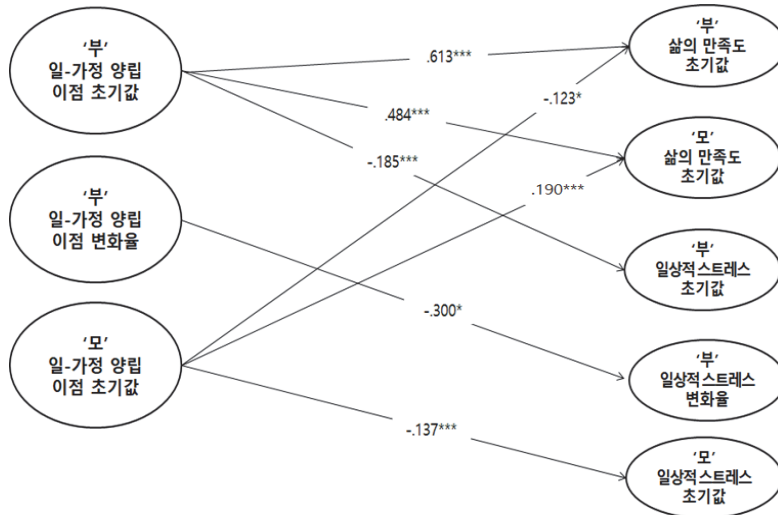 ‘부’
일-가정 양립
이점 초기값
‘부’
일-가정 양립
이점 변화율
‘모’
일-가정 양립
이점 초기값
.613***
-.123*
.484***
-.185***
.190***
-.300*
-.137***
‘부’
삶의 만족도
초기값
‘모’
삶의 만족도
초기값
‘부’
일상적스트레스
초기값
‘부’
일상적스트레스
변화율
‘모’
일상적스트레스
초기값